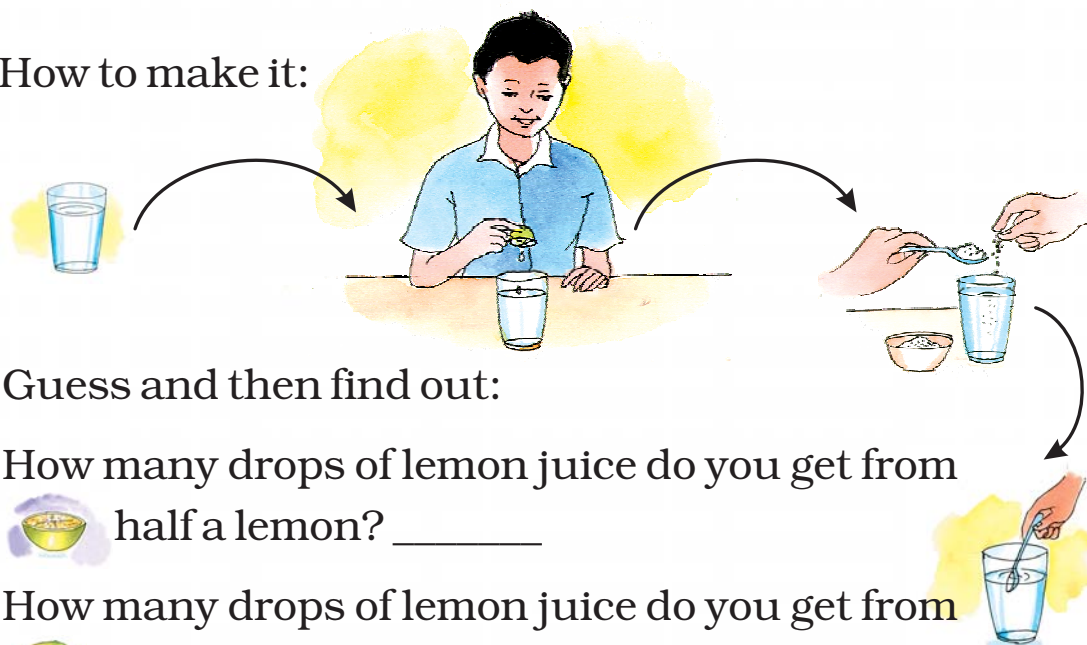 How to make it:
Guess and then find out:
How many drops of lemon juice do you get from
half a lemon? _______
How many drops of lemon juice do you get from